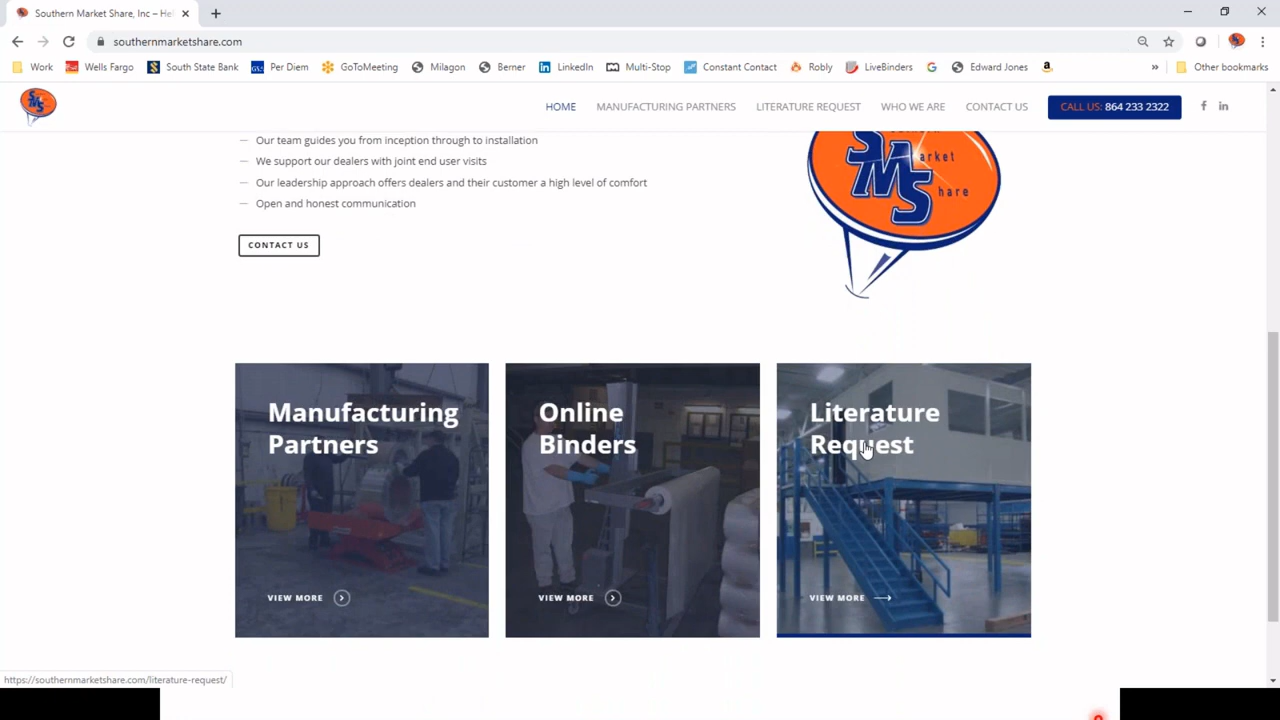 Southern Market Share, Inc – Hel
southernmarketshare.com
Work Wells Fargo South State Bank Per Diem GoToMeeting Milagon Berner LinkedIn Multi-Stop Constant Contact Robly LiveBinders Edward Jones » Other bookmarks
SMS
HOME MANUFACTURING PARTNERS LITERATURE REQUEST WHO WE ARE CONTACT US CALL US: 864 233 2322
— Our team guides you from inception through to installation
— We support our dealers with joint end user visits
— Our leadership approach offers dealers and their customer a high level of comfort
— Open and honest communication
CONTACT US
arket
S M S
hare
Manufacturing
Partners
VIEW MORE
Online
Binders
VIEW MORE
Literature
Request
VIEW MORE
https://southernmarketshare.com/literature-request/